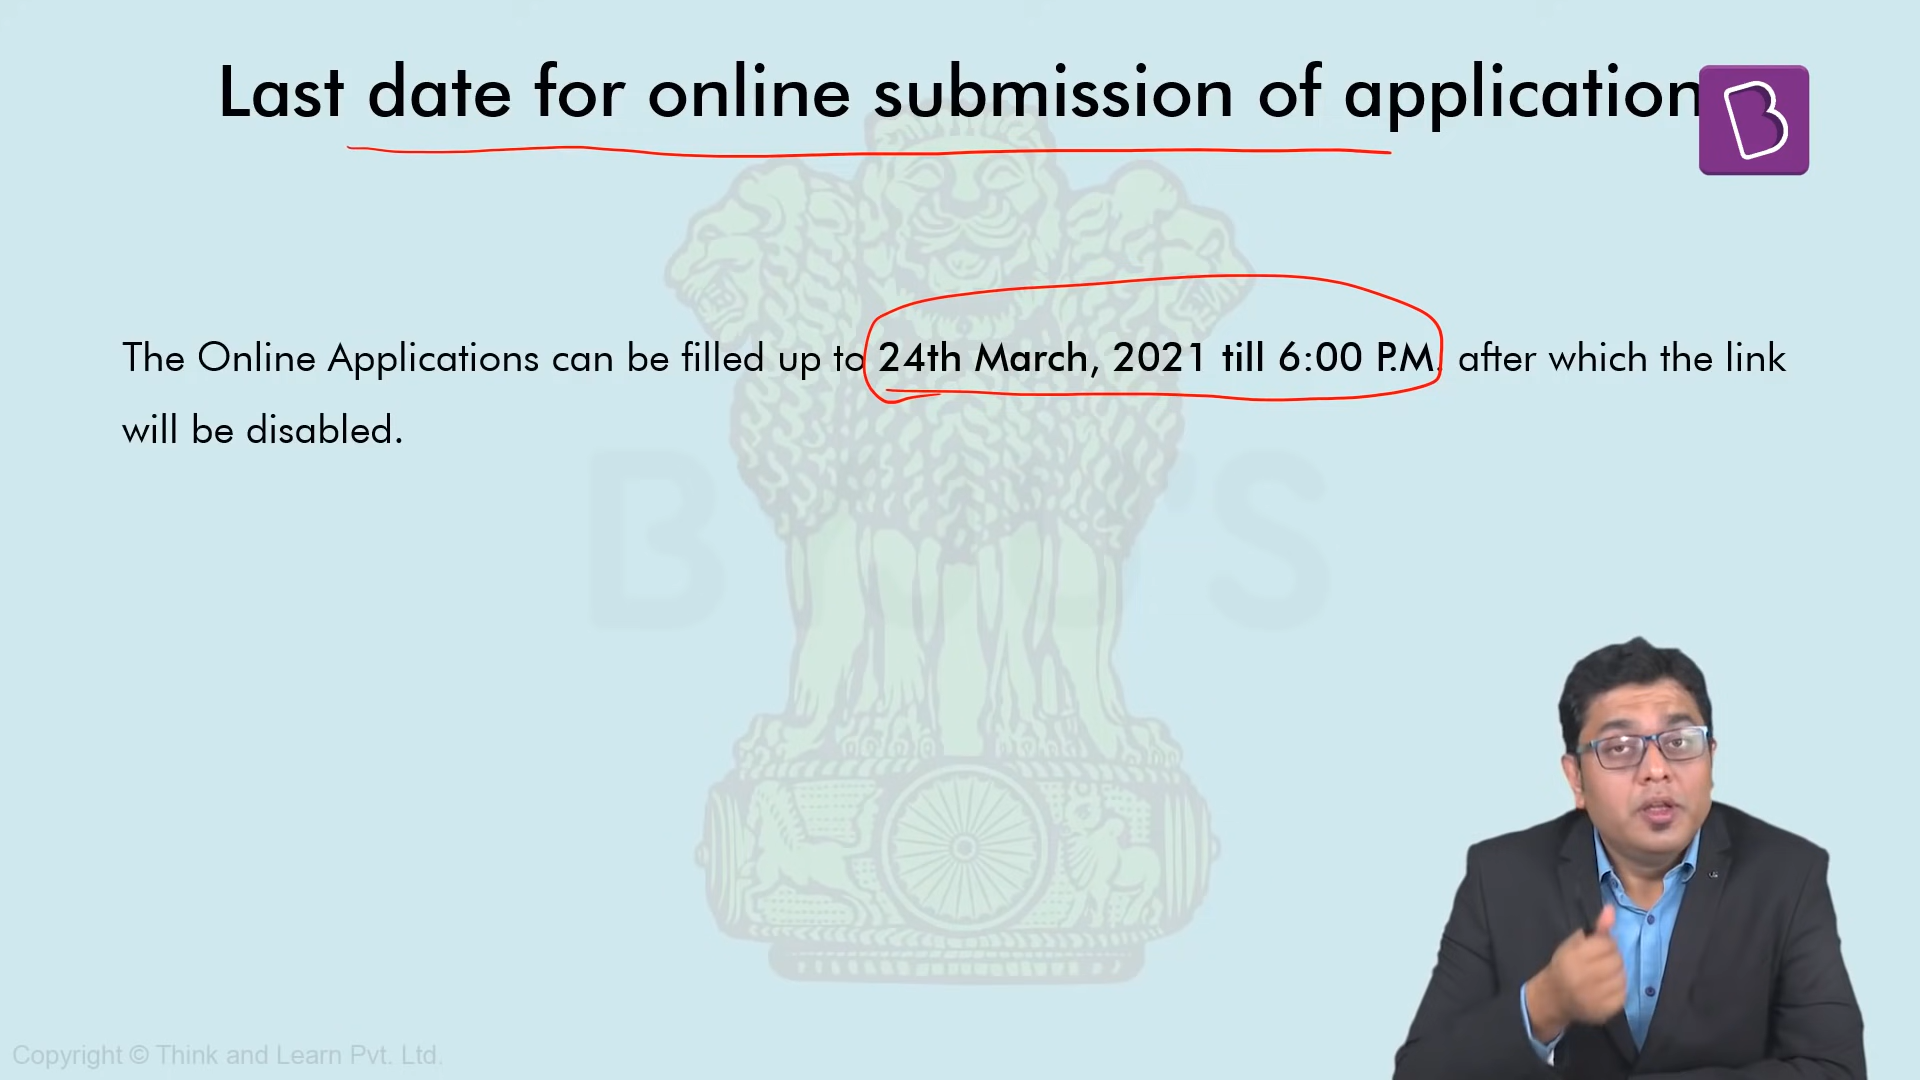 Last date for online submission of application
The Online Applications can be filled up to 24th March, 2021 till 6:00 P.M. after which the link
will be disabled.
B   'S
Copyright © Think and Learn Pvt. Ltd.